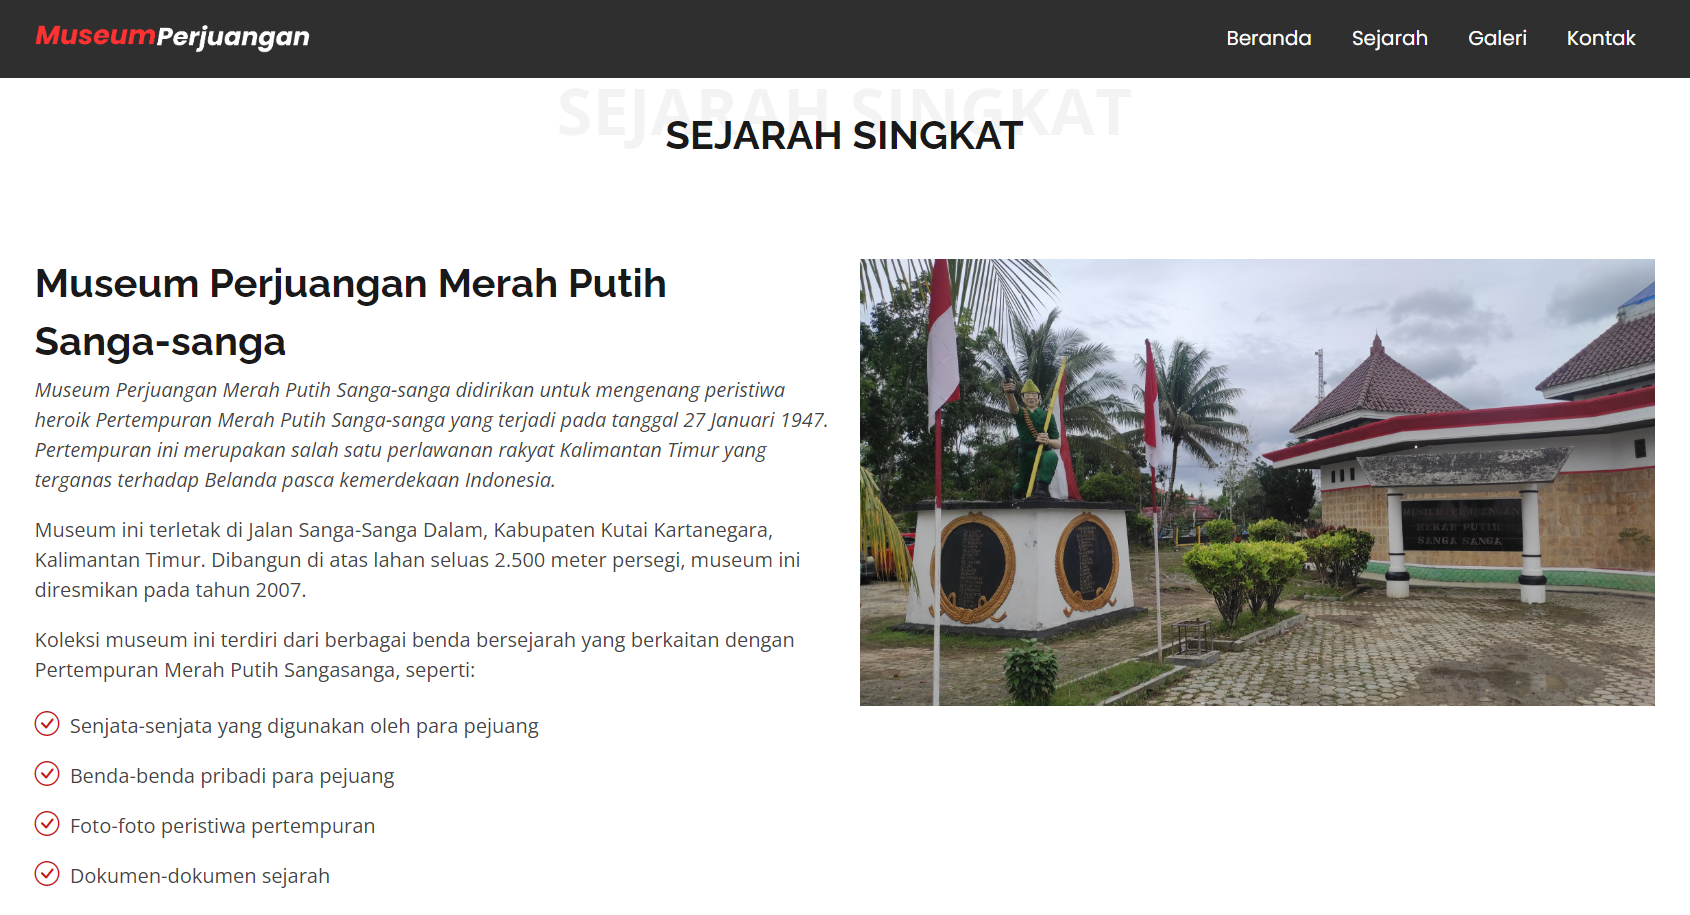 MuseumPerjuangan
Beranda Sejarah Galeri Kontak
SEJARAH SINGKAT
SEJARAH SINGKAT
Museum Perjuangan Merah Putih
Sanga-sanga
Museum Perjuangan Merah Putih Sanga-sanga didirikan untuk mengenang peristiwa
heroik Pertempuran Merah Putih Sanga-sanga yang terjadi pada tanggal 27 Januari 1947.
Pertempuran ini merupakan salah satu perlawanan rakyat Kalimantan Timur yang
terganas terhadap Belanda pasca kemerdekaan Indonesia.
Museum ini terletak di Jalan Sanga-Sanga Dalam, Kabupaten Kutai Kartanegara,
Kalimantan Timur. Dibangun di atas lahan seluas 2.500 meter persegi, museum ini
diresmikan pada tahun 2007.
Koleksi museum ini terdiri dari berbagai benda bersejarah yang berkaitan dengan
Pertempuran Merah Putih Sangasanga, seperti:
Senjata-senjata yang digunakan oleh para pejuang
Benda-benda pribadi para pejuang
Foto-foto peristiwa pertempuran
Dokumen-dokumen sejarah
MUSIUM PERJUANGAN
MERAH PUTIH
SANGA SANGA